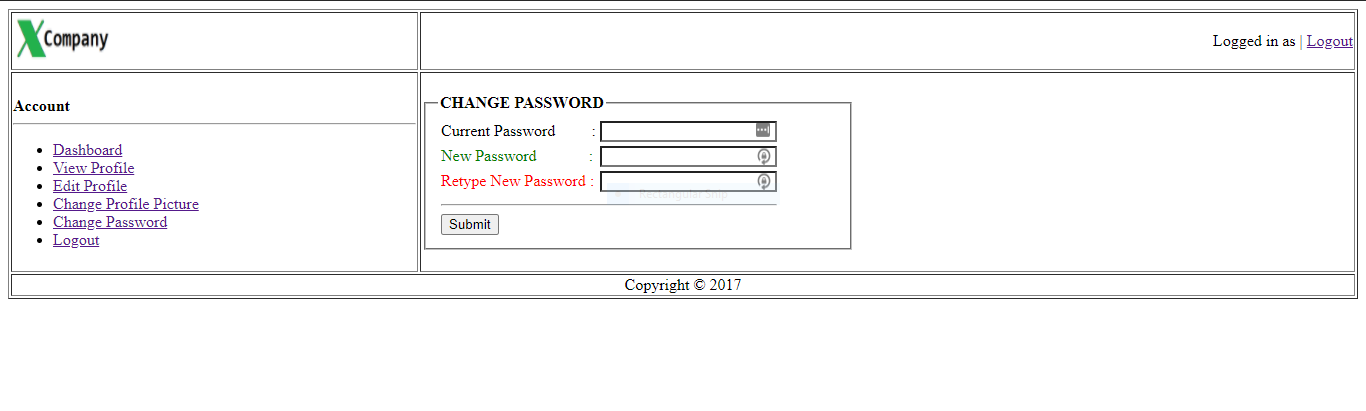 XCompany
Logged in as | Logout
Account
Dashboard
View Profile
Edit Profile
Change Profile Picture
Change Password
Logout
CHANGE PASSWORD
Current Password :
New Password :
Retype New Password :
Rectangular Snip
Submit
Copyright © 2017